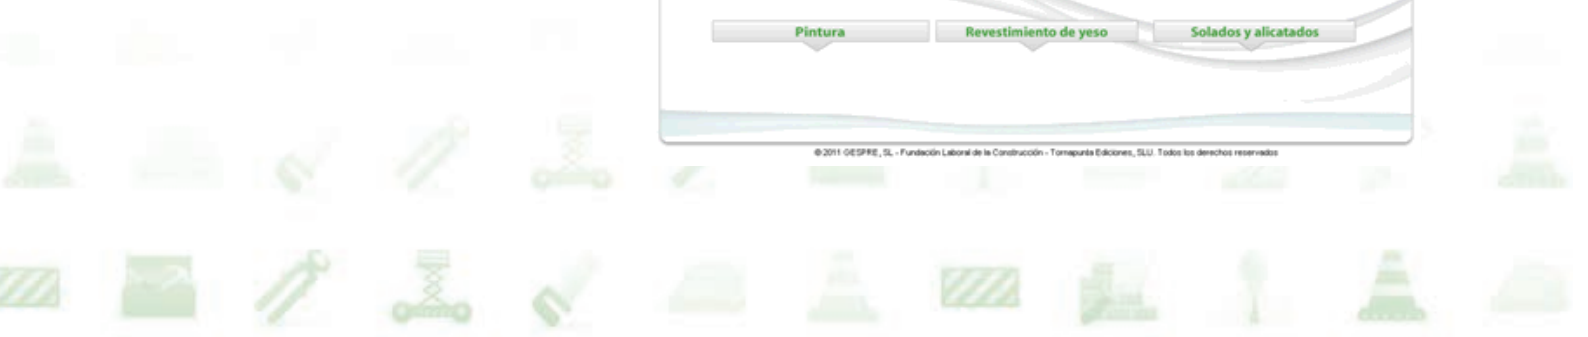 Pintura
Revestimiento de yeso
Solados y alicatados
© 2011 GESPRE, SL - Fundación Laboral de la Construcción - Tornapunta Ediciones, SLU. Todos los derechos reservados